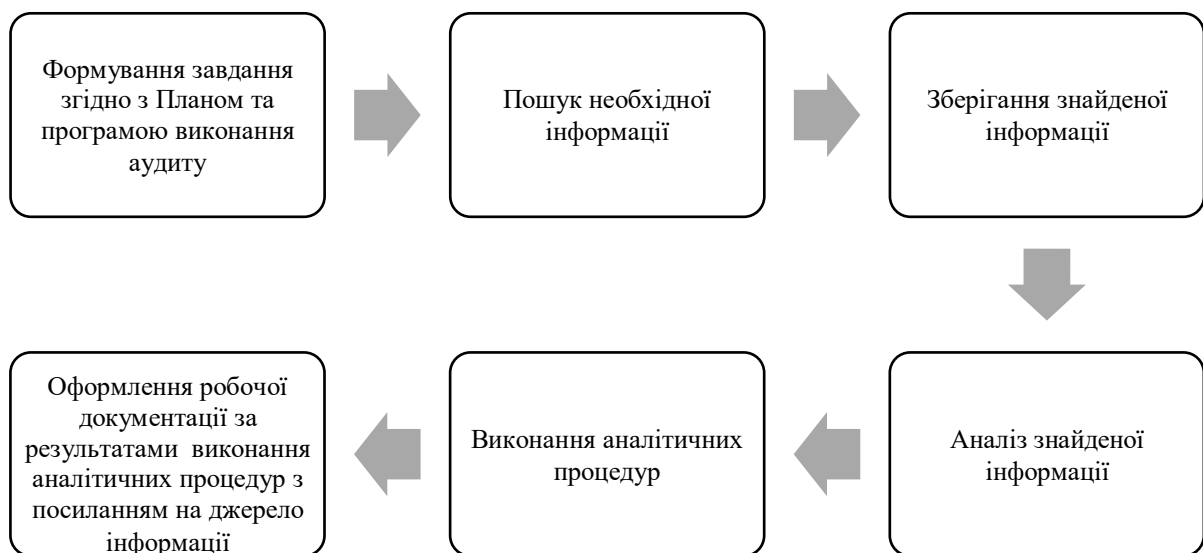 Формування завдання
згідно з Планом та
програмою виконання
аудиту
Пошук необхідної
інформації
Зберігання знайденої
інформації
Аналіз знайденої
інформації
Виконання аналітичних
процедур
Оформлення робочої
документації за
результатами виконання
аналітичних процедур з
посиланням на джерело
інформації